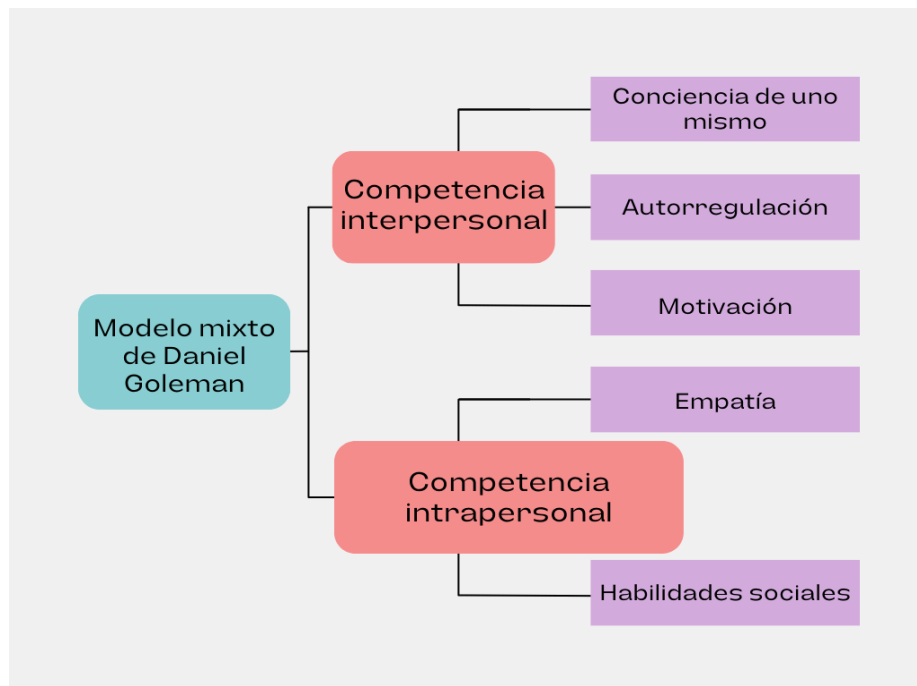 Modelo mixto
de Daniel
Goleman
Competencia
interpersonal
Conciencia de uno
mismo
Autorregulación
Motivación
Competencia
intrapersonal
Empatía
Habilidades sociales